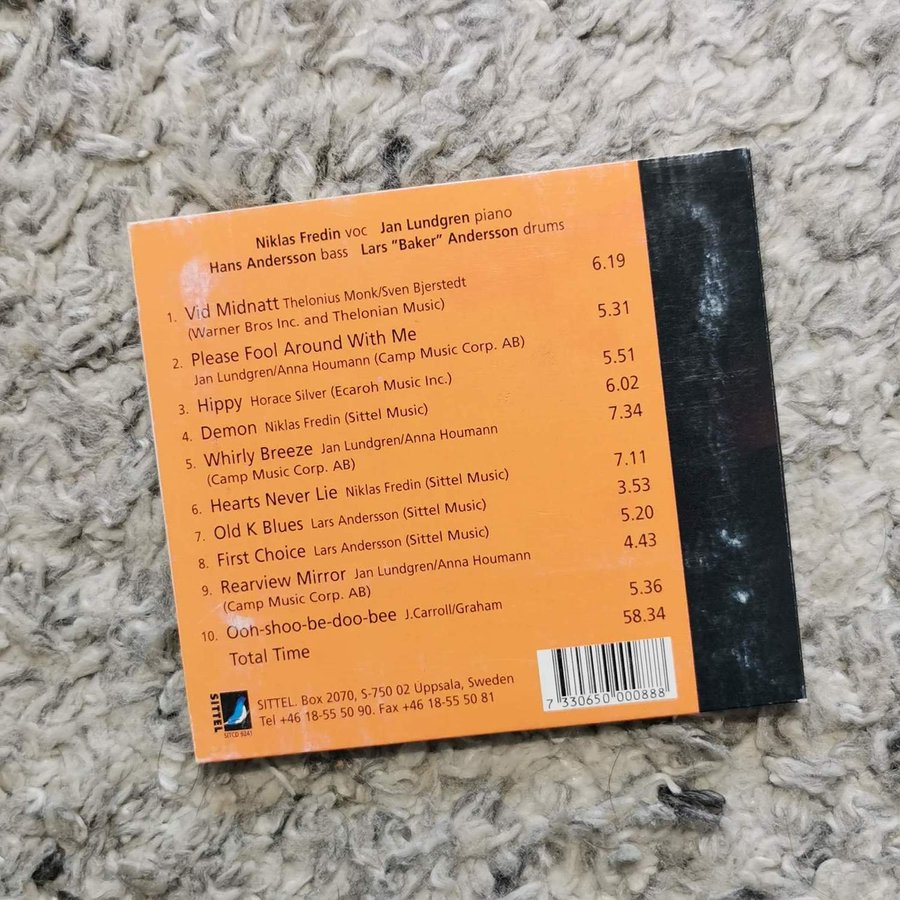 Niklas Fredin voc Jan Lundgren piano
Hans Andersson bass Lars "Baker" Andersson drums
1. Vid Midnatt Thelonius Monk/Sven Bjerstedt 6.19
(Warner Bros Inc. and Thelonian Music)
2. Please Fool Around With Me 5.31
Jan Lundgren/Anna Houmann (Camp Music Corp. AB)
3. Hippy Horace Silver (Ecaroh Music Inc.) 5.51
4. Demon Niklas Fredin (Sittel Music) 6.02
5. Whirly Breeze Jan Lundgren/Anna Houmann 7.34
(Camp Music Corp. AB)
6. Hearts Never Lie Niklas Fredin (Sittel Music) 7.11
7. Old K Blues Lars Andersson (Sittel Music) 3.53
8. First Choice Lars Andersson (Sittel Music) 5.20
9. Rearview Mirror Jan Lundgren/Anna Houmann 4.43
(Camp Music Corp. AB)
10. Ooh-shoo-be-doo-bee J.Carroll/Graham 5.36
Total Time 58.34
SITTEL
SITCD 9241
SITTEL. Box 2070, S-750 02 Uppsala, Sweden
Tel +46 18-55 50 90. Fax +46 18-55 50 81
7 330650 000888